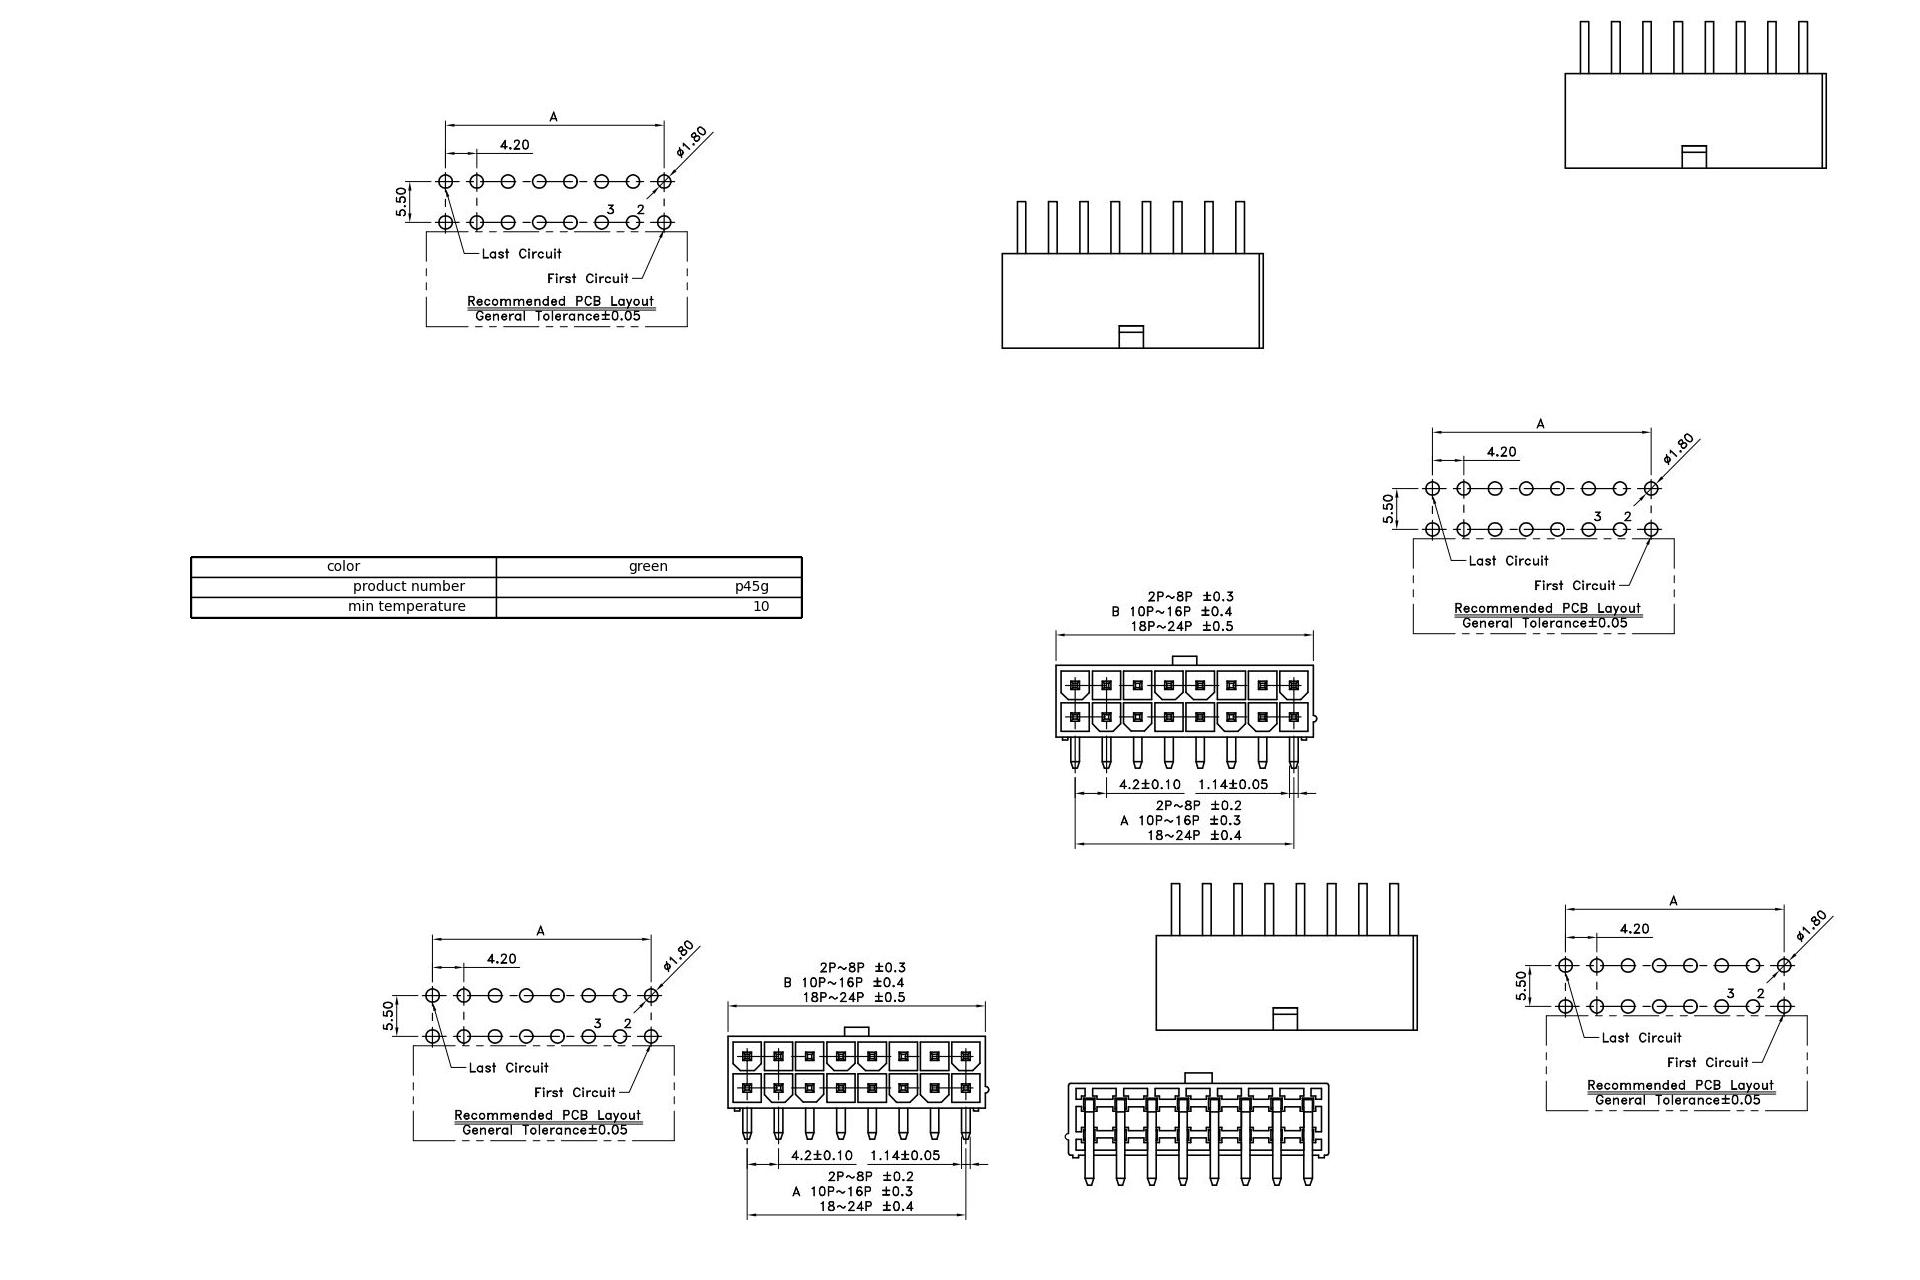 A
4.20
ø1.80
5.50
3 2
Last Circuit
First Circuit
Recommended PCB Layout
General Tolerance±0.05
A
4.20
ø1.80
5.50
3 2
Last Circuit
First Circuit
Recommended PCB Layout
General Tolerance±0.05
color green
product number p45g
min temperature 10
2P~8P ±0.3
B 10P~16P ±0.4
18P~24P ±0.5
4.2±0.10 1.14±0.05
2P~8P ±0.2
A 10P~16P ±0.3
18~24P ±0.4
A
4.20
ø1.80
5.50
3 2
Last Circuit
First Circuit
Recommended PCB Layout
General Tolerance±0.05
2P~8P ±0.3
B 10P~16P ±0.4
18P~24P ±0.5
4.2±0.10 1.14±0.05
2P~8P ±0.2
A 10P~16P ±0.3
18~24P ±0.4
A
4.20
ø1.80
5.50
3 2
Last Circuit
First Circuit
Recommended PCB Layout
General Tolerance±0.05